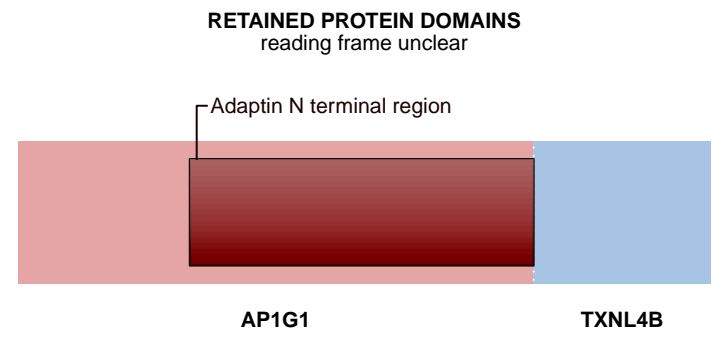 RETAINED PROTEIN DOMAINS
reading frame unclear
Adaptin N terminal region
AP1G1
TXNL4B